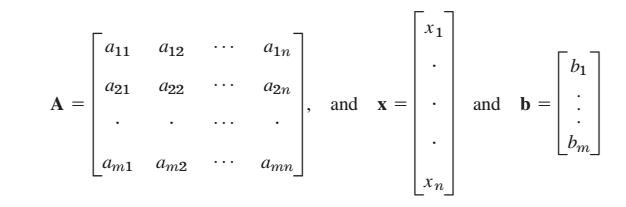 A = [ a11 a12 ··· a1n
a21 a22 ··· a2n
· · ··· ·
am1 am2 ··· amn ], and x = [ x1
·
·
·
xn ] and b = [ b1
⋮
bm ]